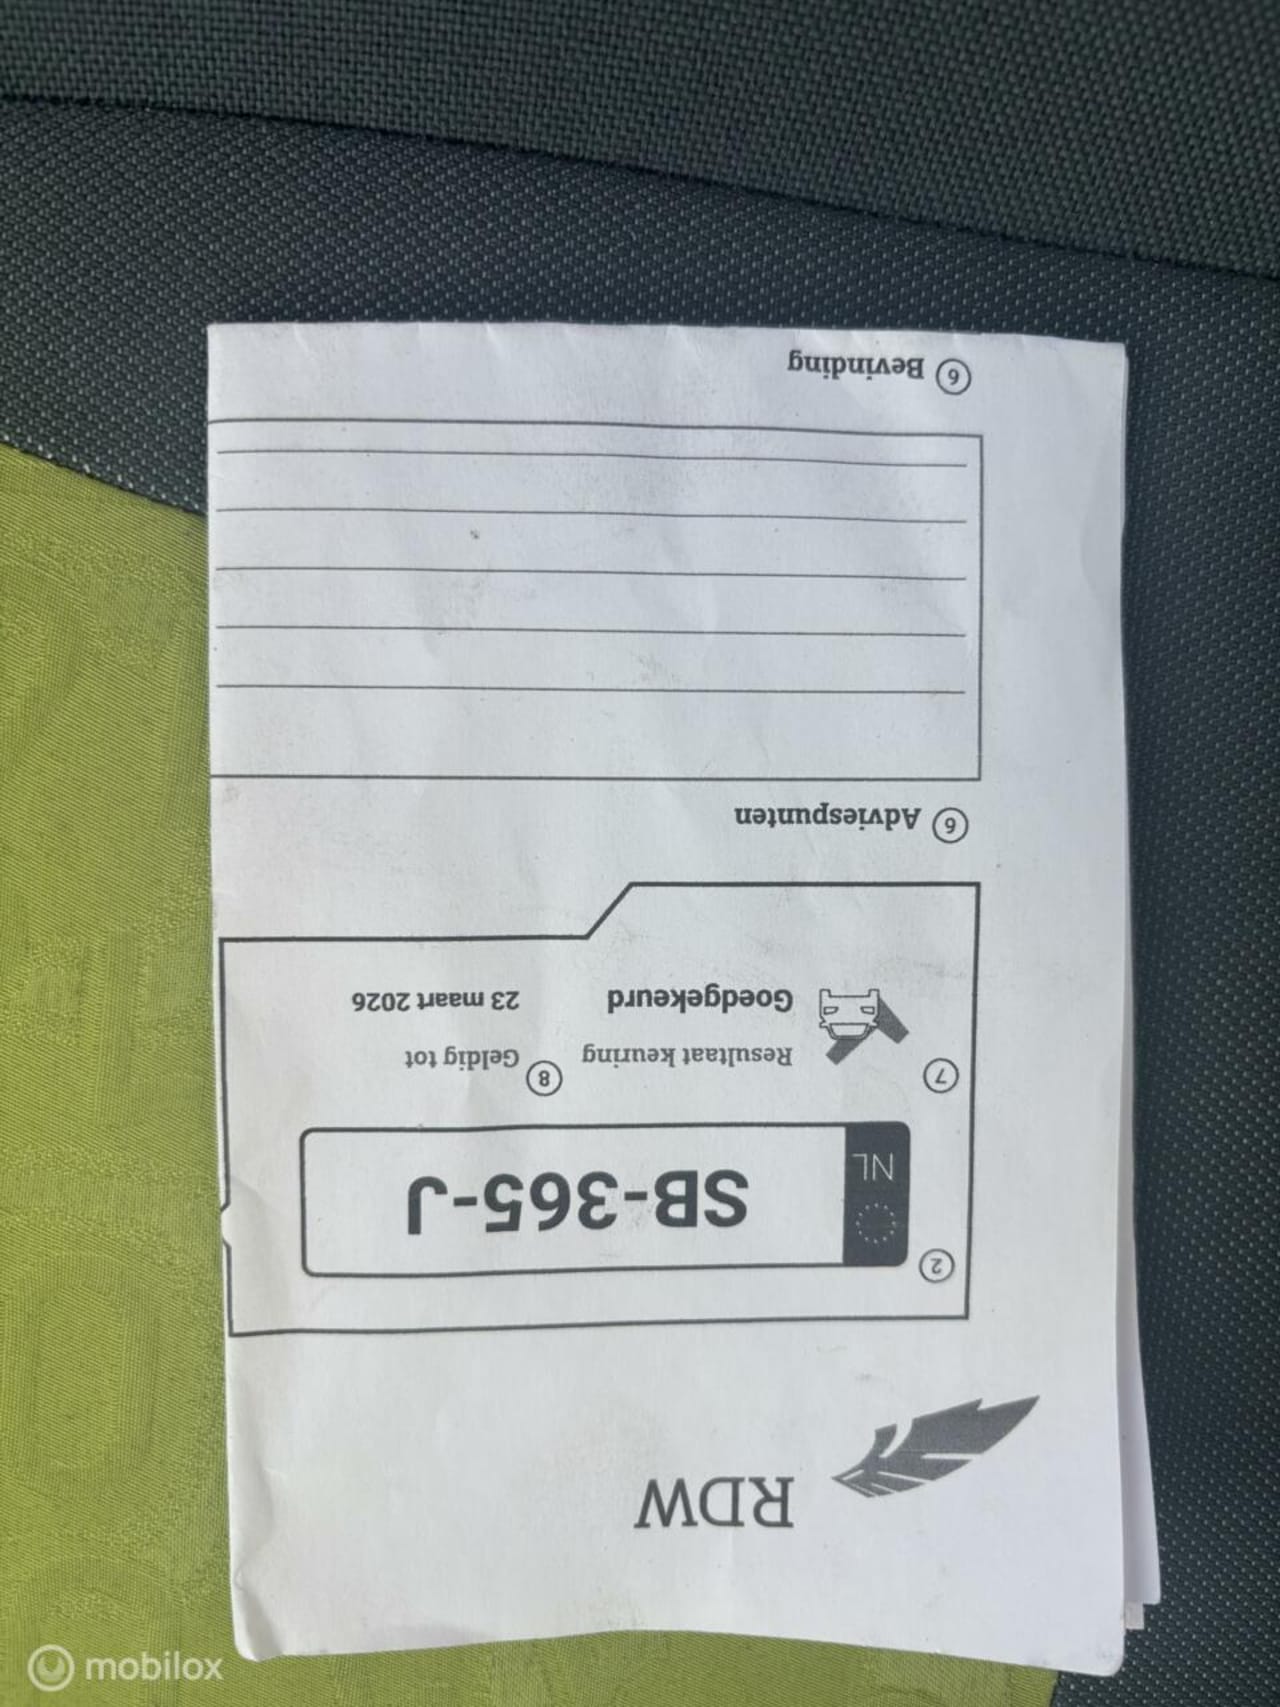 RDW
2
NL
SB-365-J
7 Resultaat keuring 8 Geldig tot
Goedgekeurd 23 maart 2026
6 Adviespunten
6 Bevinding
mobilox